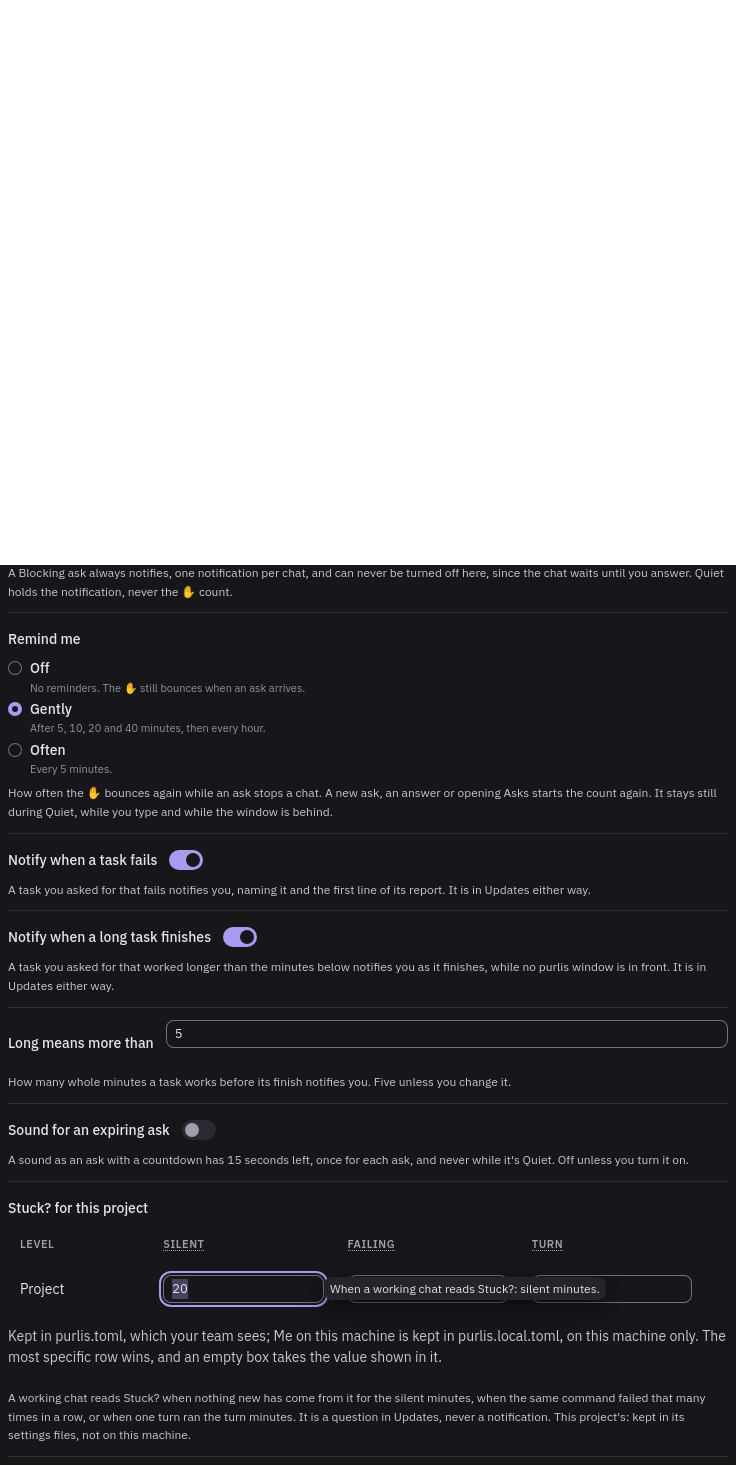 A Blocking ask always notifies, one notification per chat, and can never be turned off here, since the chat waits until you answer. Quiet
holds the notification, never the ✋ count.
Remind me
Off
No reminders. The ✋ still bounces when an ask arrives.
Gently
After 5, 10, 20 and 40 minutes, then every hour.
Often
Every 5 minutes.
How often the ✋ bounces again while an ask stops a chat. A new ask, an answer or opening Asks starts the count again. It stays still
during Quiet, while you type and while the window is behind.
Notify when a task fails
A task you asked for that fails notifies you, naming it and the first line of its report. It is in Updates either way.
Notify when a long task finishes
A task you asked for that worked longer than the minutes below notifies you as it finishes, while no purlis window is in front. It is in
Updates either way.
Long means more than 5
How many whole minutes a task works before its finish notifies you. Five unless you change it.
Sound for an expiring ask
A sound as an ask with a countdown has 15 seconds left, once for each ask, and never while it's Quiet. Off unless you turn it on.
Stuck? for this project
LEVEL SILENT FAILING TURN
Project 20 When a working chat reads Stuck?: silent minutes.
Kept in purlis.toml, which your team sees; Me on this machine is kept in purlis.local.toml, on this machine only. The
most specific row wins, and an empty box takes the value shown in it.
A working chat reads Stuck? when nothing new has come from it for the silent minutes, when the same command failed that many
times in a row, or when one turn ran the turn minutes. It is a question in Updates, never a notification. This project's: kept in its
settings files, not on this machine.